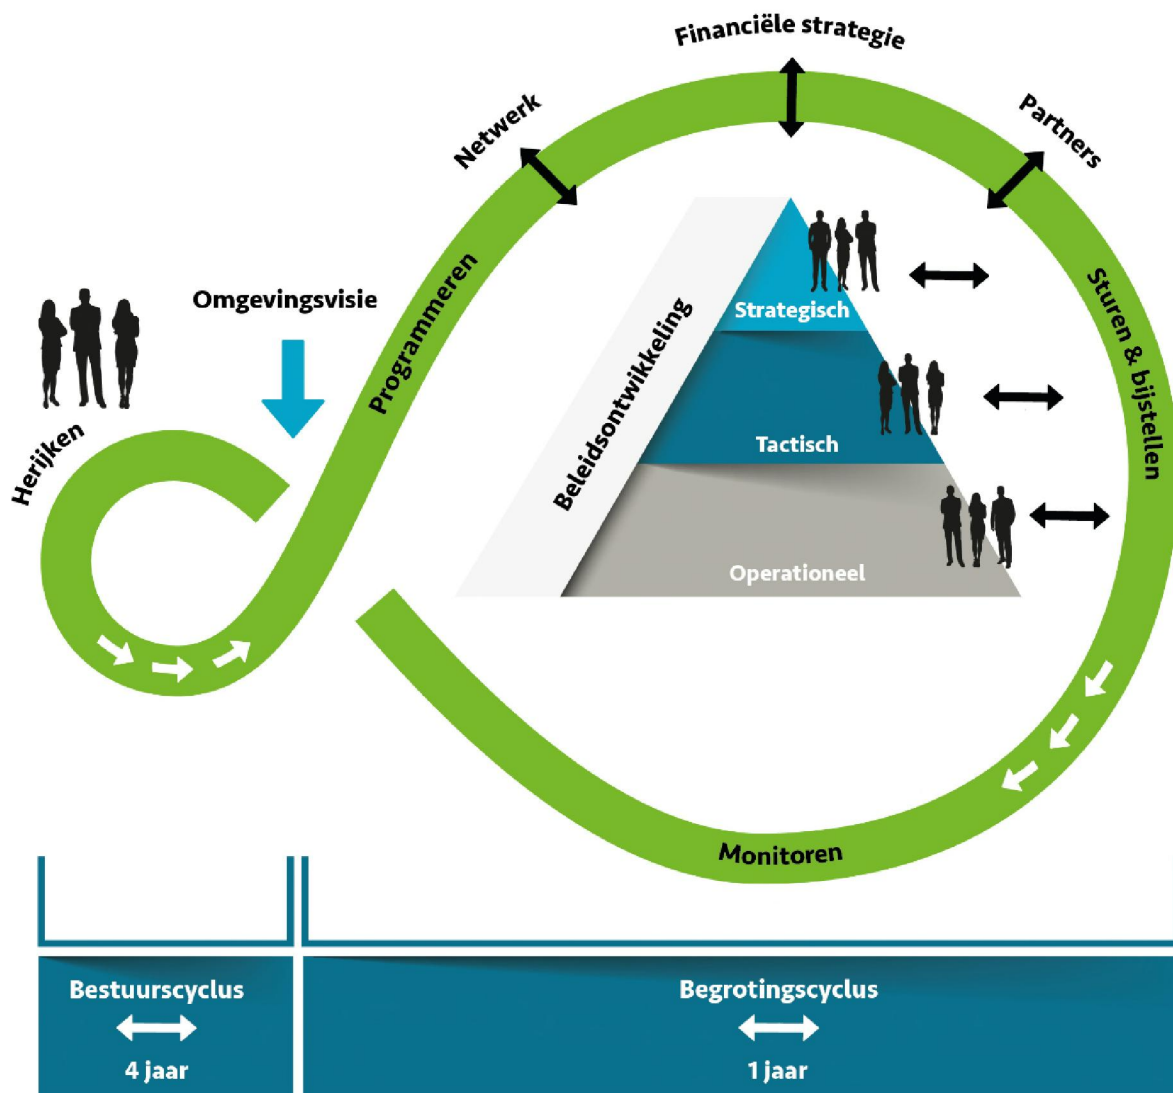 Financiële strategie
Netwerk
Partners
Omgevingsvisie
Programmeren
Herijken
Beleidsontwikkeling
Strategisch
Tactisch
Operationeel
Sturen & bijstellen
Monitoren
Bestuurscyclus
4 jaar
Begrotingscyclus
1 jaar